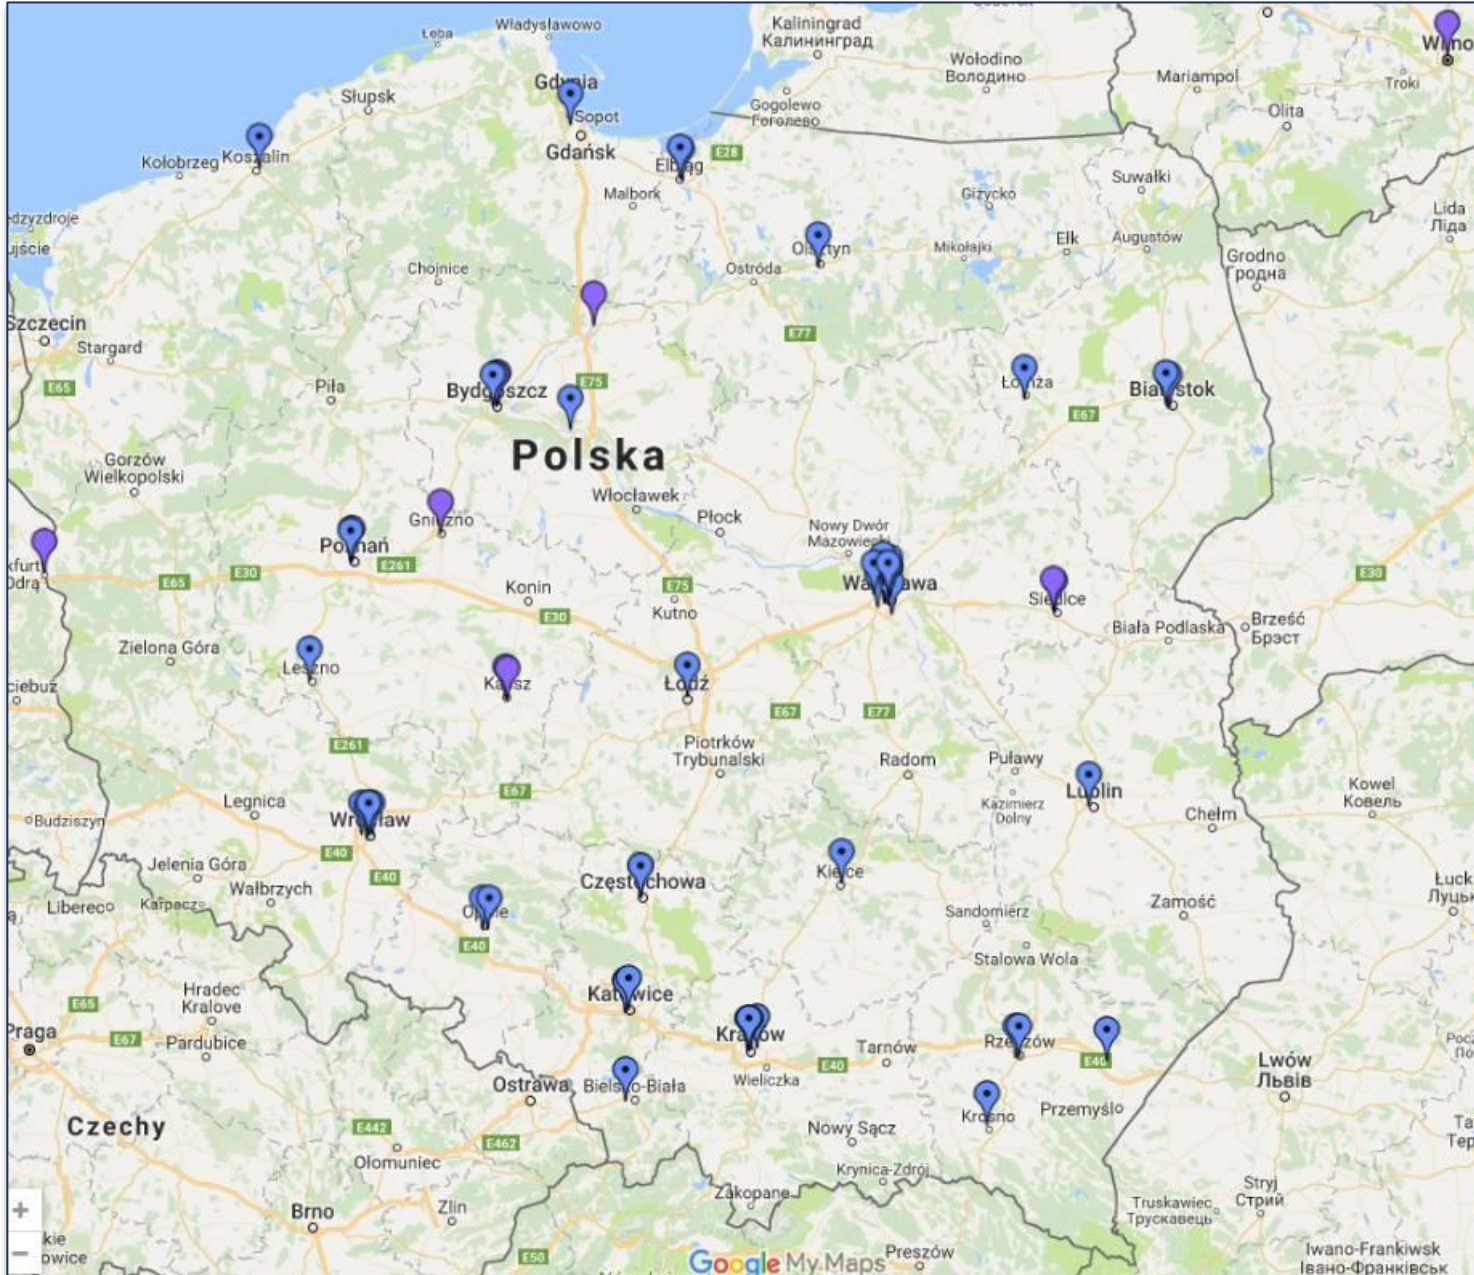 Kaliningrad
Калининград
Władysławowo
Łeba
Gdynia
Sopot
Gdańsk
Słupsk
Kołobrzeg
Koszalin
Elbląg
E28
Malbork
Gogolewo
Гоголево
Wołodino
Володино
Mariampol
Wilno
Troki
Olita
Suwałki
Giżycko
Lida
Ліда
ujście
Chojnice
Olsztyn
Ostróda
Mikołajki
Ełk
Augustów
Grodno
Гродна
Szczecin
Stargard
E65
Piła
Bydgoszcz
E75
E77
Łomża
Białystok
E67
Polska
Gorzów
Wielkopolski
Włocławek
Płock
Nowy Dwór
Mazowiecki
Gniezno
Poznań
E261
E30
E65
Konin
E30
E75
Kutno
Warszawa
Siedlce
Biała Podlaska
Brześć
Брэст
E30
kfurt
Odrą
Zielona Góra
Leszno
Kalisz
Łódź
E67
E77
ciebuż
E261
Piotrków
Trybunalski
Radom
Puławy
Kazimierz
Dolny
Lublin
Chełm
Kowel
Ковель
Legnica
E67
Wrocław
Budziszyn
E40
E40
Jelenia Góra
Wałbrzych
Liberec
Karpacz
Częstochowa
Kielce
Sandomierz
Zamość
Opole
E40
Stalowa Wola
Hradec
Kralove
E65
Praga
E67
Pardubice
Katowice
Kraków
Wieliczka
E40
Tarnów
Rzeszów
E40
Lwów
Львів
Ostrawa
Bielsko-Biała
Krosno
Przemyśl
Czechy
E442
E462
Ołomuniec
Nowy Sącz
Krynica-Zdrój
Zakopane
Zlin
Brno
E50
Truskawiec
Трускавець
Stryj
Стрий
Google My Maps
Preszów
Iwano-Frankiwsk
Івано-Франківськ
+
−